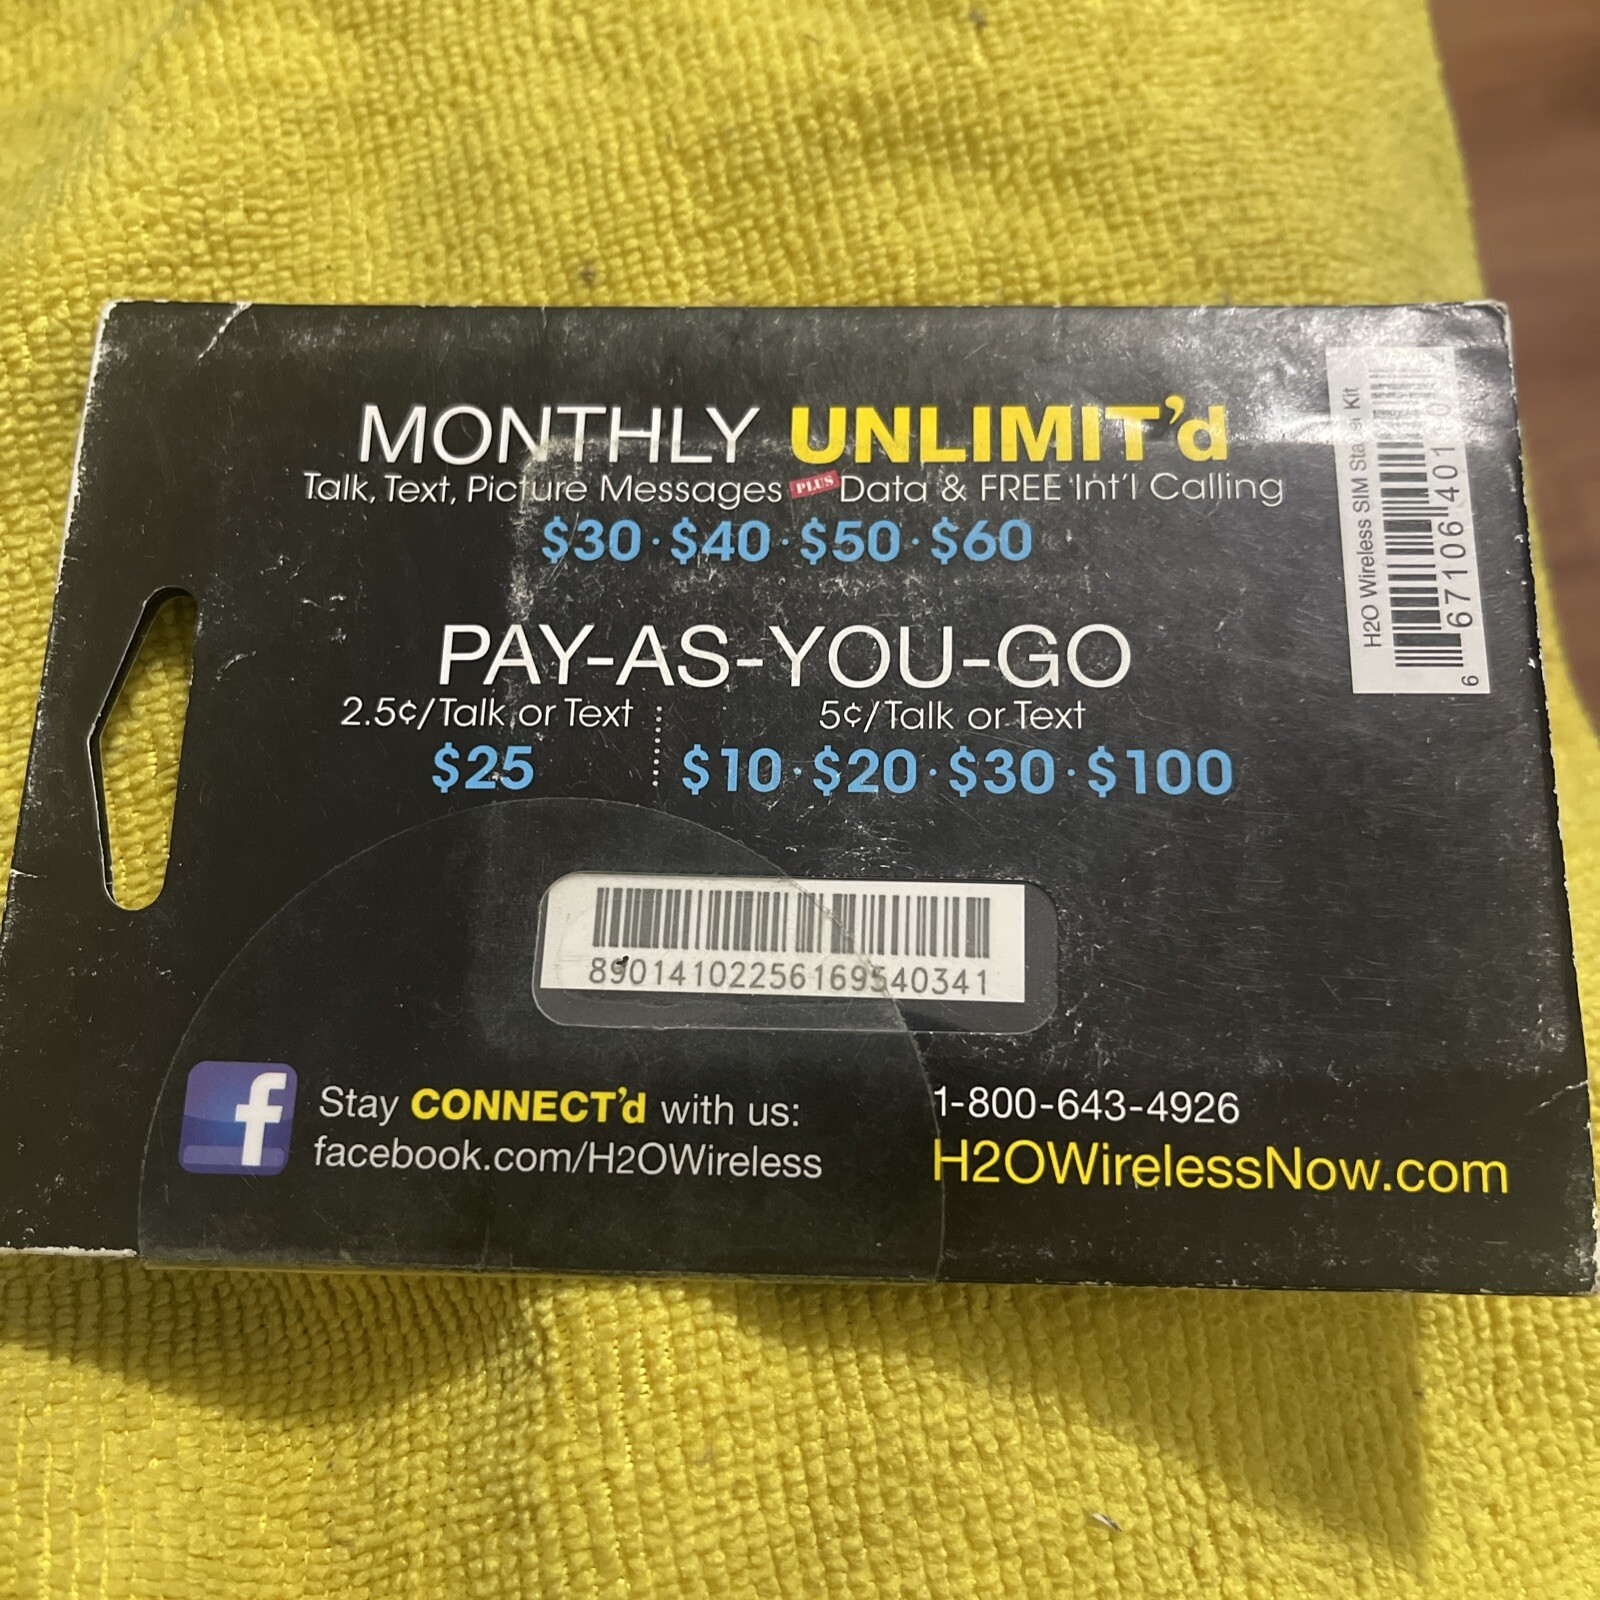 MONTHLY UNLIMIT'd
Talk, Text, Picture Messages PLUS Data & FREE Int'l Calling
$30 · $40 · $50 · $60
PAY-AS-YOU-GO
2.5¢/Talk or Text
$25
5¢/Talk or Text
$10 · $20 · $30 · $100
89014102256169540341
f
Stay CONNECT'd with us:
facebook.com/H2OWireless
1-800-643-4926
H2OWirelessNow.com
H2O Wireless SIM Kit
6 67106 401